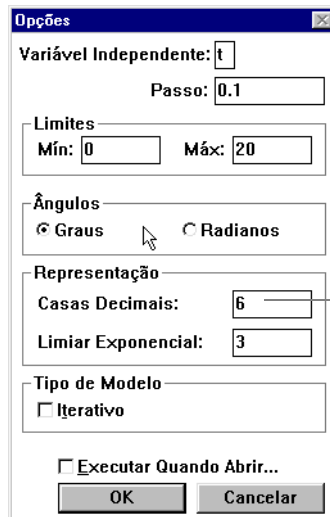 Opções
Variável Independente: t
Passo: 0.1
Limites
Mín: 0 Máx: 20
Ângulos
Graus Radianos
Representação
Casas Decimais: 6
Limiar Exponencial: 3
Tipo de Modelo
Iterativo
Executar Quando Abrir...
OK Cancelar